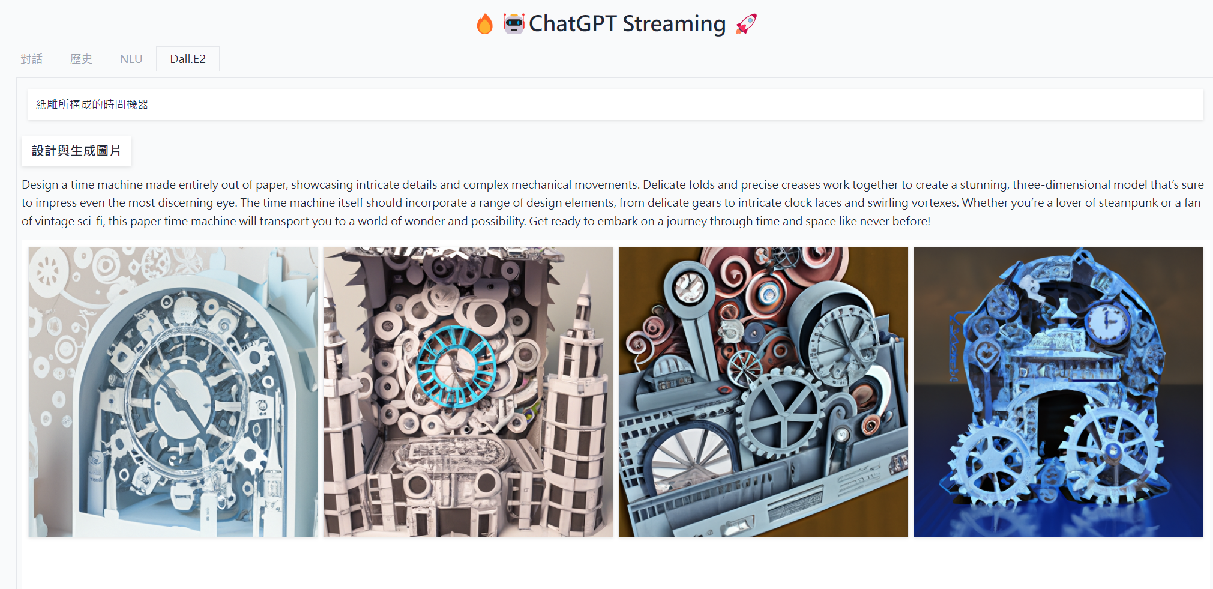 🔥 🤖 ChatGPT Streaming 🚀
對話 歷史 NLU Dall.E2
紙雕所構成的時間機器
設計與生成圖片
Design a time machine made entirely out of paper, showcasing intricate details and complex mechanical movements. Delicate folds and precise creases work together to create a stunning, three-dimensional model that's sure
to impress even the most discerning eye. The time machine itself should incorporate a range of design elements, from delicate gears to intricate clock faces and swirling vortexes. Whether you're a lover of steampunk or a fan
of vintage sci-fi, this paper time machine will transport you to a world of wonder and possibility. Get ready to embark on a journey through time and space like never before!